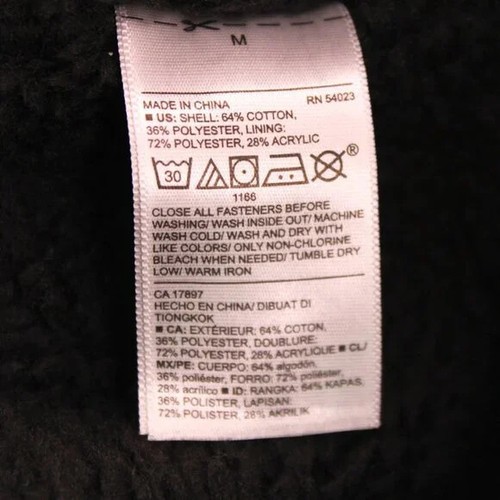 M
MADE IN CHINA RN 54023
■ US: SHELL: 64% COTTON,
36% POLYESTER, LINING:
72% POLYESTER, 28% ACRYLIC
30 ®
1166
CLOSE ALL FASTENERS BEFORE
WASHING/ WASH INSIDE OUT/ MACHINE
WASH COLD/ WASH AND DRY WITH
LIKE COLORS/ ONLY NON-CHLORINE
BLEACH WHEN NEEDED/ TUMBLE DRY
LOW/ WARM IRON
CA 17897
HECHO EN CHINA/ DIBUAT DI
TIONGKOK
■ CA: EXTÉRIEUR: 64% COTON,
36% POLYESTER, DOUBLURE:
72% POLYESTER, 28% ACRYLIQUE ■ CL/
MX/PE: CUERPO: 64% algodón,
36% poliéster, FORRO: 72% poliéster,
28% acrílico ■ ID: RANGKA: 64% KAPAS,
36% POLISTER, LAPISAN:
72% POLISTER, 28% AKRILIK